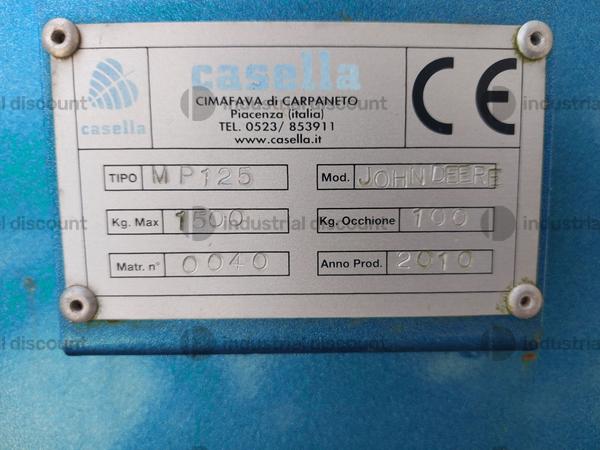 casella
casella
CIMAFAVA di CARPANETO
Piacenza (italia)
TEL. 0523/ 853911
www.casella.it
CE
TIPO MP125
Mod. JOHN DEERE
Kg. Max 1500
Kg. Occhione 100
Matr. n° 0040
Anno Prod. 2010
industrial discount